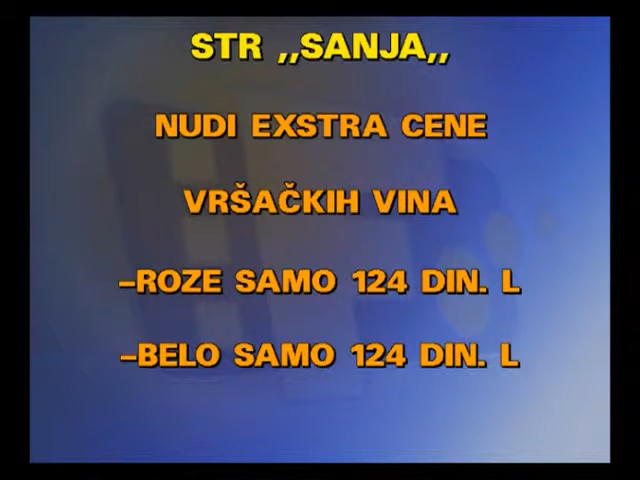 STR ,,SANJA,,
NUDI EXSTRA CENE
VRŠAČKIH VINA
–ROZE SAMO 124 DIN. L
–BELO SAMO 124 DIN. L